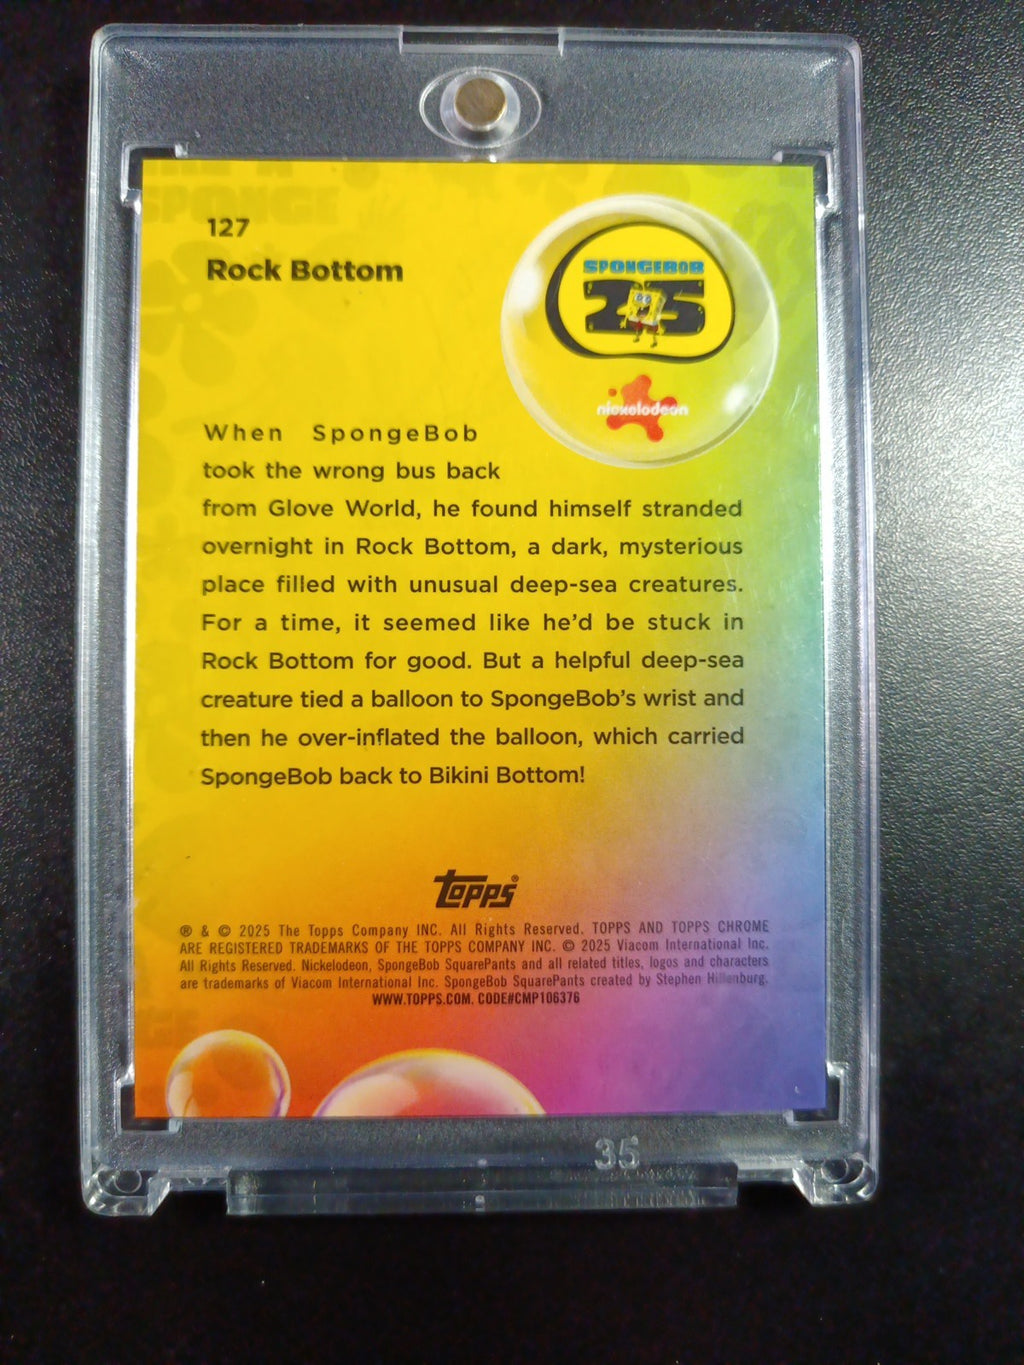 127
Rock Bottom
SPONGEBOB
25
nickelodeon
When SpongeBob
took the wrong bus back
from Glove World, he found himself stranded
overnight in Rock Bottom, a dark, mysterious
place filled with unusual deep-sea creatures.
For a time, it seemed like he'd be stuck in
Rock Bottom for good. But a helpful deep-sea
creature tied a balloon to SpongeBob's wrist and
then he over-inflated the balloon, which carried
SpongeBob back to Bikini Bottom!
topps®
® & © 2025 The Topps Company INC. All Rights Reserved. TOPPS AND TOPPS CHROME
ARE REGISTERED TRADEMARKS OF THE TOPPS COMPANY INC. © 2025 Viacom International Inc.
All Rights Reserved. Nickelodeon, SpongeBob SquarePants and all related titles, logos and characters
are trademarks of Viacom International Inc. SpongeBob SquarePants created by Stephen Hillenburg.
WWW.TOPPS.COM. CODE#CMP106376
35